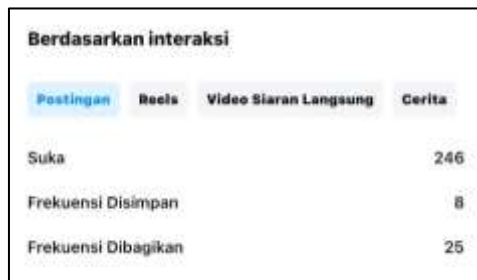 Berdasarkan interaksi
Postingan Reels Video Siaran Langsung Cerita
Suka 246
Frekuensi Disimpan 8
Frekuensi Dibagikan 25